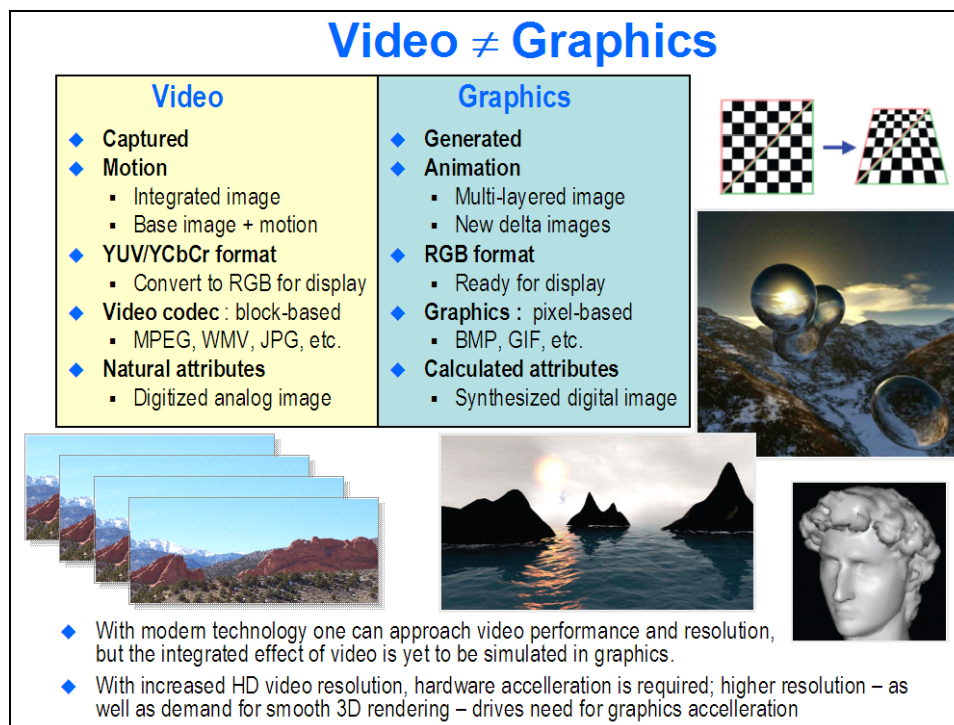 Video ≠ Graphics
Video
◆ Captured
◆ Motion
▪ Integrated image
▪ Base image + motion
◆ YUV/YCbCr format
▪ Convert to RGB for display
◆ Video codec : block-based
▪ MPEG, WMV, JPG, etc.
◆ Natural attributes
▪ Digitized analog image
Graphics
◆ Generated
◆ Animation
▪ Multi-layered image
▪ New delta images
◆ RGB format
▪ Ready for display
◆ Graphics : pixel-based
▪ BMP, GIF, etc.
◆ Calculated attributes
▪ Synthesized digital image
◆ With modern technology one can approach video performance and resolution,
but the integrated effect of video is yet to be simulated in graphics.
◆ With increased HD video resolution, hardware accelleration is required; higher resolution – as
well as demand for smooth 3D rendering – drives need for graphics accelleration